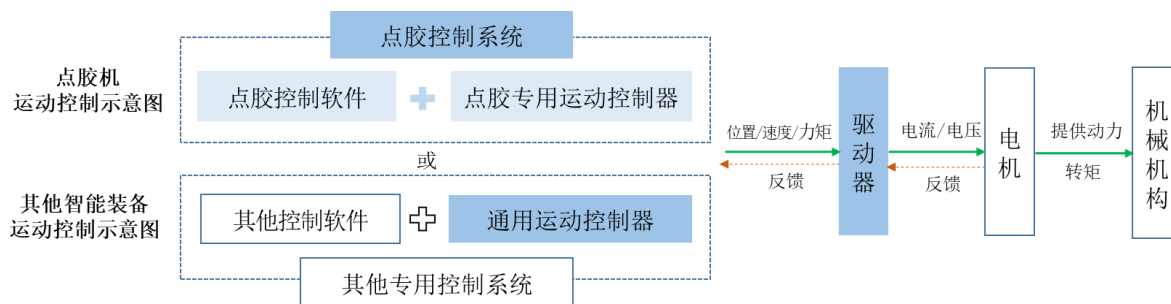 点胶控制系统
点胶机
运动控制示意图
点胶控制软件
点胶专用运动控制器
或
其他智能装备
运动控制示意图
其他控制软件
通用运动控制器
其他专用控制系统
位置/速度/力矩
反馈
驱动器
电流/电压
反馈
电机
提供动力
转矩
机械机构